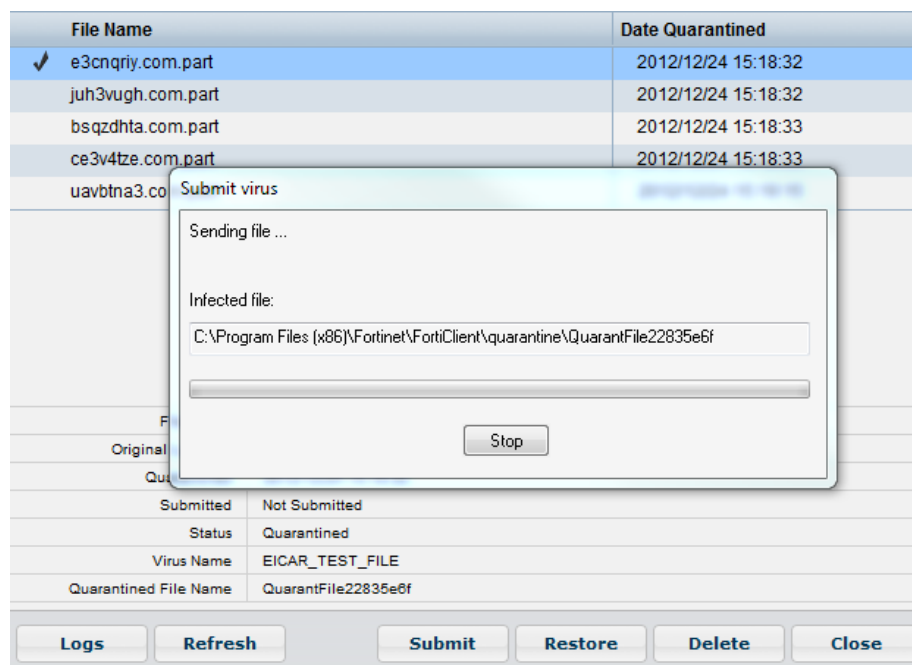 File Name Date Quarantined
e3cnqriy.com.part 2012/12/24 15:18:32
juh3vugh.com.part 2012/12/24 15:18:32
bsqzdhta.com.part 2012/12/24 15:18:33
ce3v4tze.com.part 2012/12/24 15:18:33
uavbtna3.co
Submit virus
Sending file ...
Infected file:
C:\Program Files (x86)\Fortinet\FortiClient\quarantine\QuarantFile22835e6f
Stop
Original
Submitted Not Submitted
Status Quarantined
Virus Name EICAR_TEST_FILE
Quarantined File Name QuarantFile22835e6f
Logs Refresh Submit Restore Delete Close